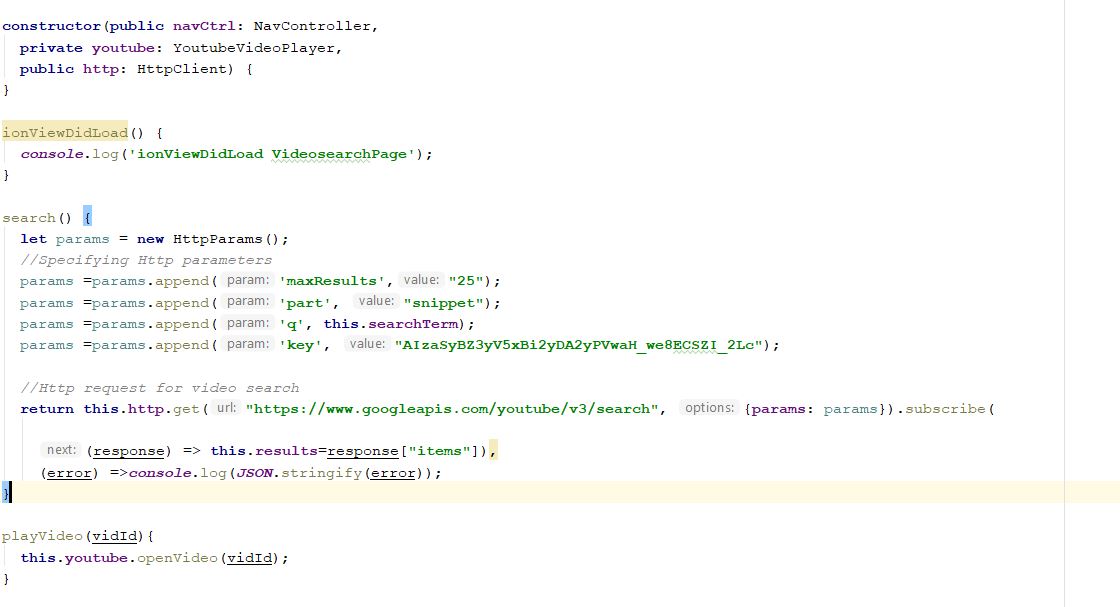 constructor(public navCtrl: NavController,
private youtube: YoutubeVideoPlayer,
public http: HttpClient) {
}
ionViewDidLoad() {
console.log('ionViewDidLoad VideosearchPage');
}
search() {
let params = new HttpParams();
//Specifying Http parameters
params =params.append( param: 'maxResults', value: "25");
params =params.append( param: 'part', value: "snippet");
params =params.append( param: 'q', this.searchTerm);
params =params.append( param: 'key', value: "AIzaSyBZ3yV5xBi2yDA2yPVwaH_we8ECSZI_2Lc");
//Http request for video search
return this.http.get( url: "https://www.googleapis.com/youtube/v3/search", options: {params: params}).subscribe(
next: (response) => this.results=response["items"]),
(error) =>console.log(JSON.stringify(error));
}
playVideo(vidId){
this.youtube.openVideo(vidId);
}